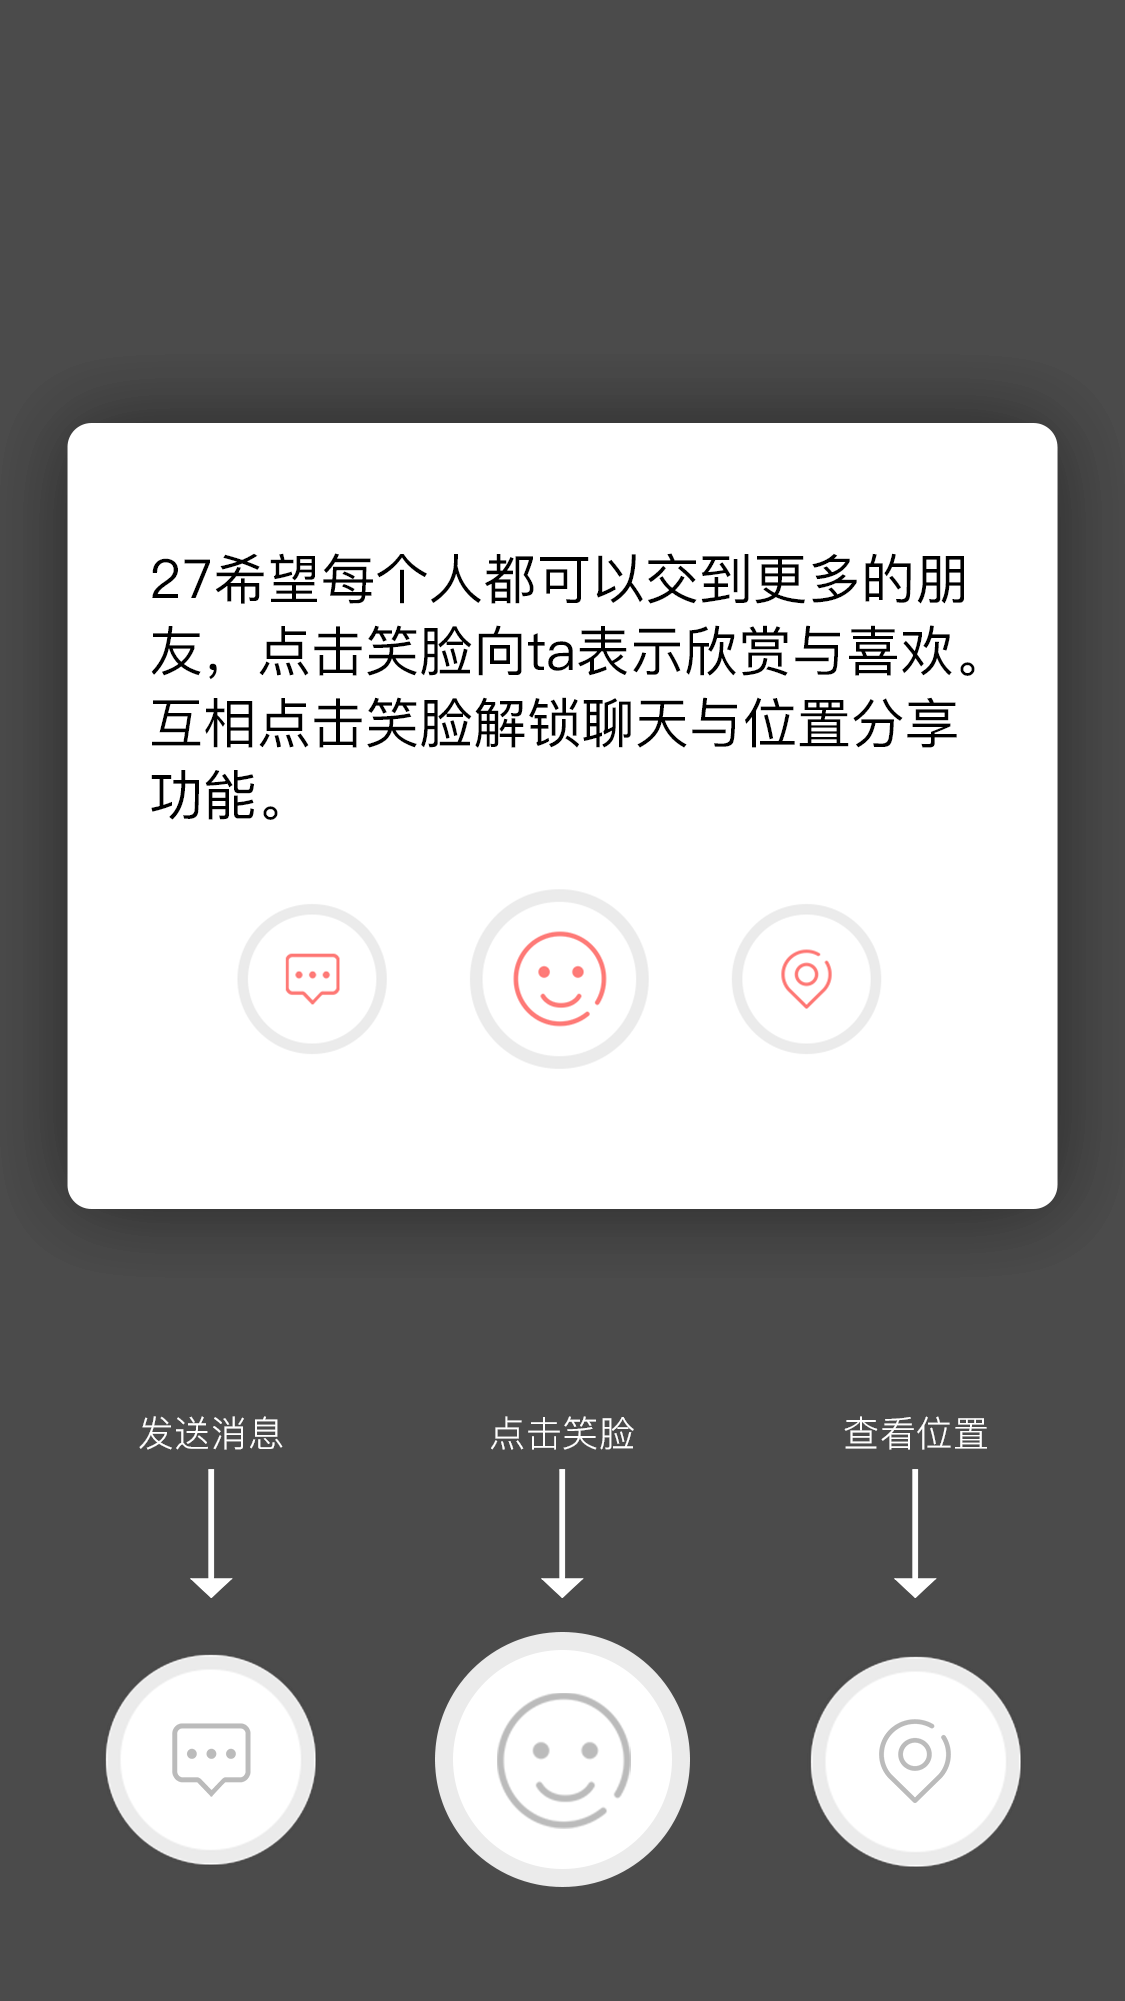 27希望每个人都可以交到更多的朋
友，点击笑脸向ta表示欣赏与喜欢。
互相点击笑脸解锁聊天与位置分享
功能。
发送消息 点击笑脸 查看位置